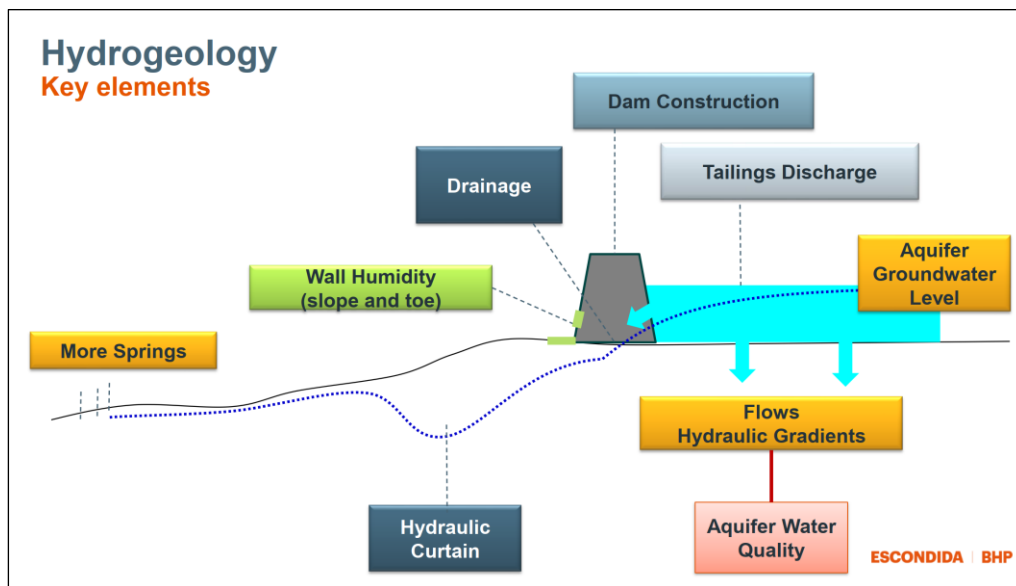 Hydrogeology
Key elements
Dam Construction
Drainage
Tailings Discharge
Aquifer
Groundwater
Level
Wall Humidity
(slope and toe)
More Springs
Flows
Hydraulic Gradients
Hydraulic
Curtain
Aquifer Water
Quality
ESCONDIDA | BHP